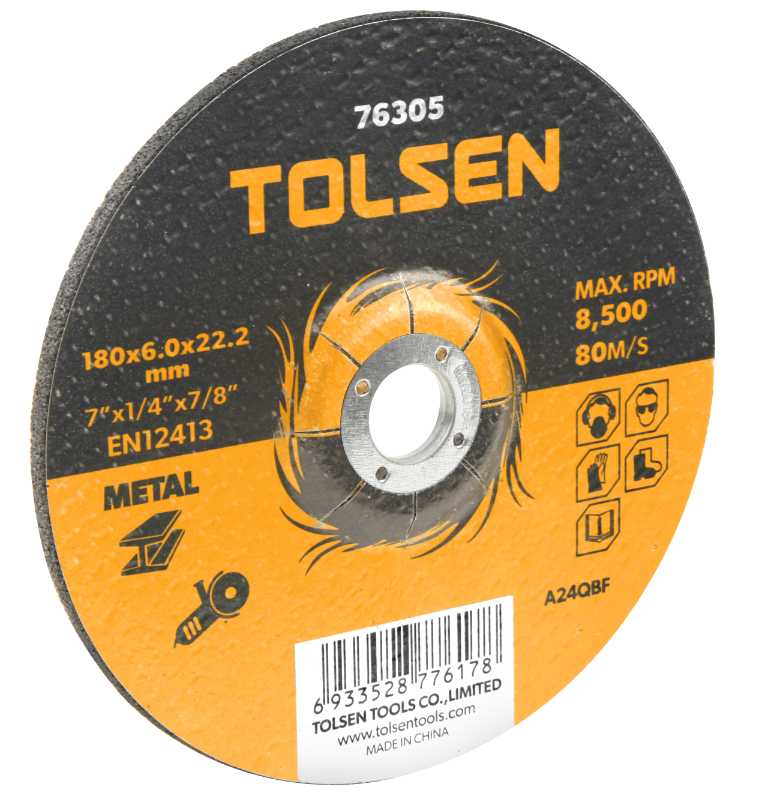 76305
TOLSEN
MAX. RPM
8,500
80M/S
180x6.0x22.2
mm
7"x1/4"x7/8"
EN12413
METAL
A24QBF
6 933528 776178
TOLSEN TOOLS CO.,LIMITED
www.tolsentools.com
MADE IN CHINA